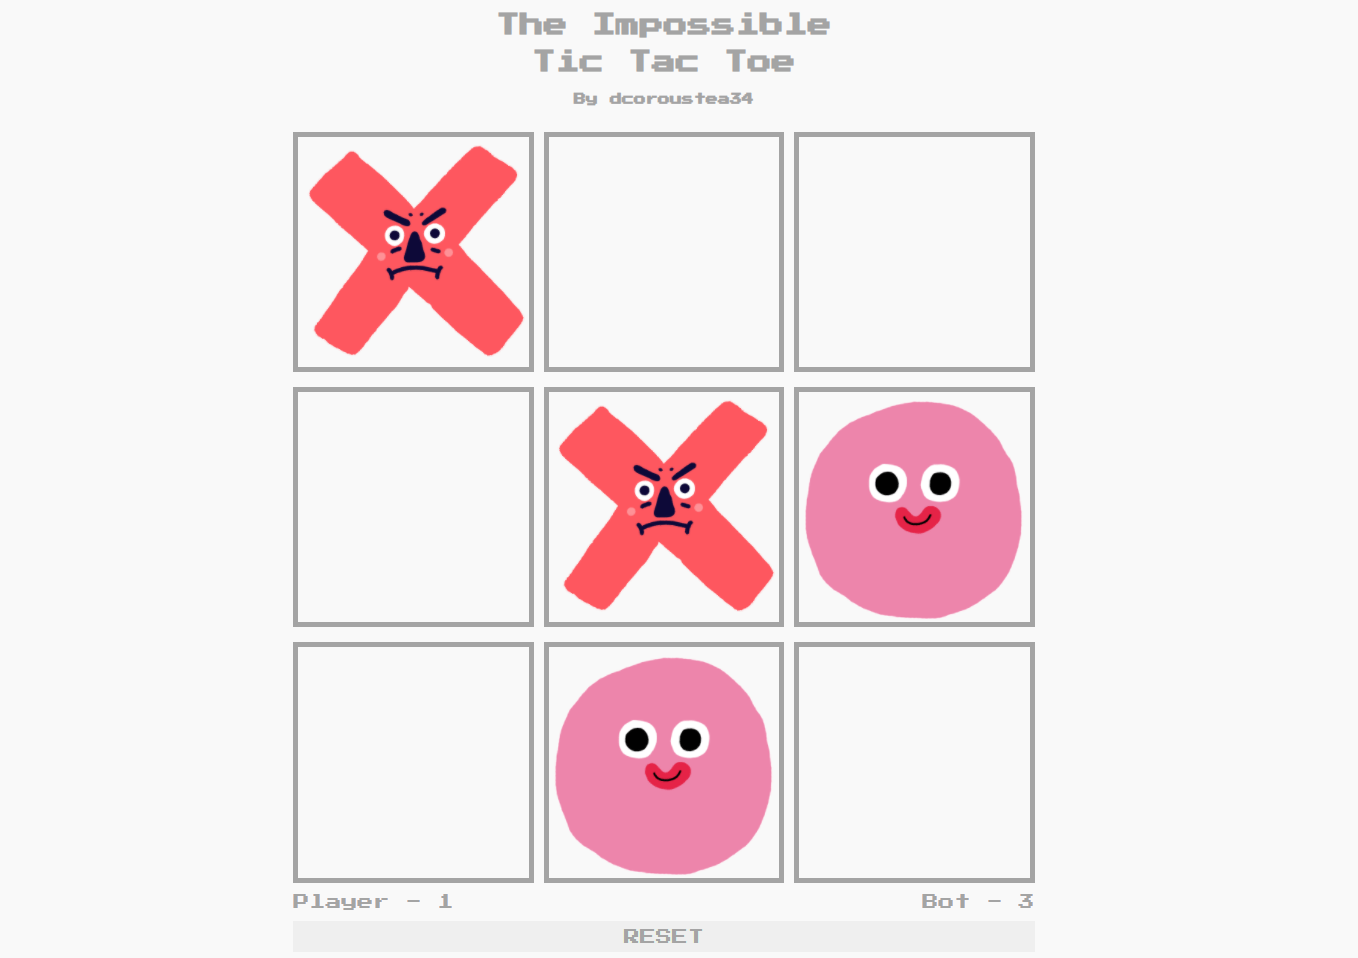 The Impossible
Tic Tac Toe
By dcoroustea34
Player - 1
Bot - 3
RESET